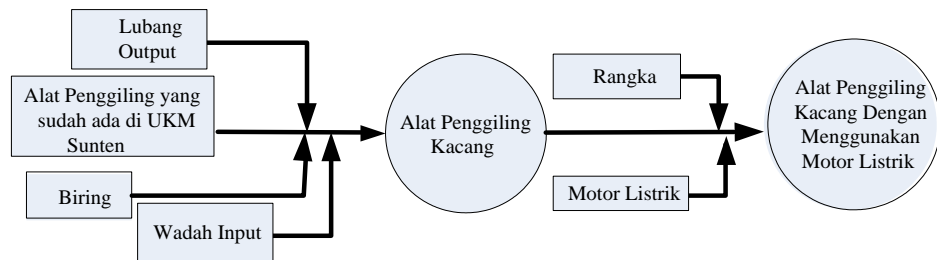 Lubang
Output
Alat Penggiling yang
sudah ada di UKM
Sunten
Biring
Wadah Input
Alat Penggiling
Kacang
Rangka
Motor Listrik
Alat Penggiling
Kacang Dengan
Menggunakan
Motor Listrik